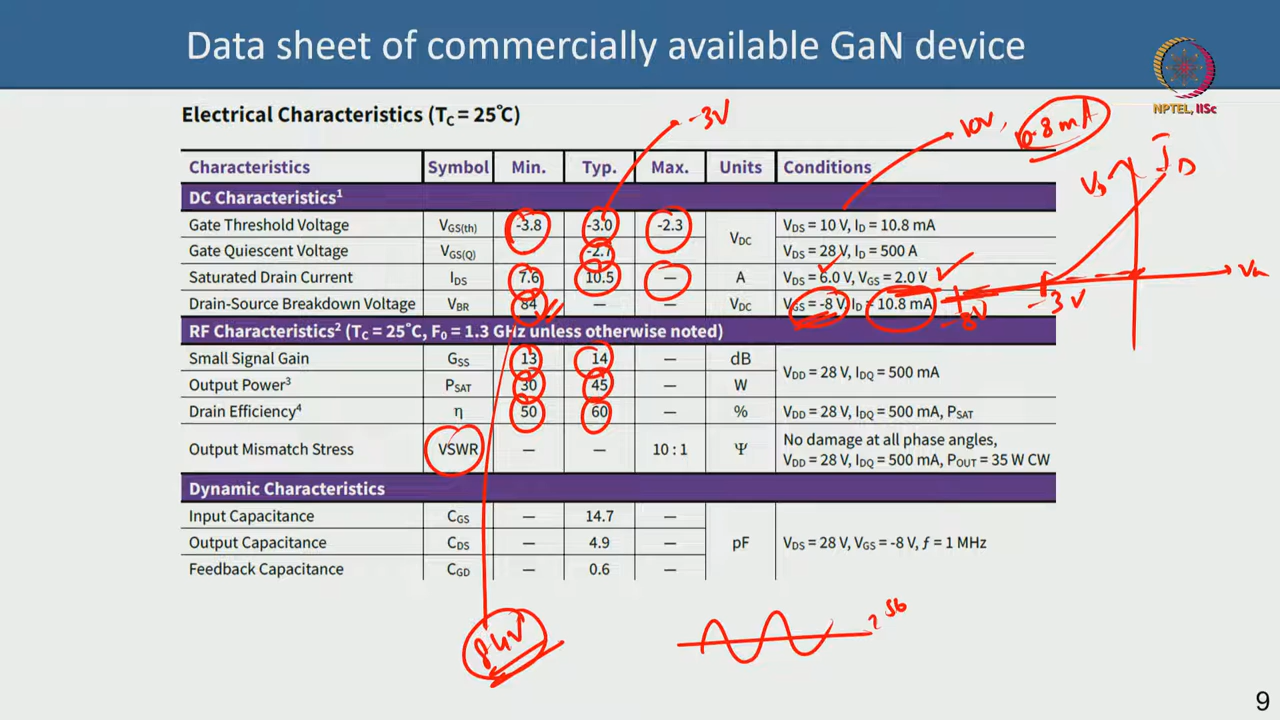 Data sheet of commercially available GaN device
NPTEL, IISc
Electrical Characteristics (TC = 25˚C)
-3V
10V, 10.8 mA
Characteristics Symbol Min. Typ. Max. Units Conditions
DC Characteristics1
Gate Threshold Voltage VGS(th) -3.8 -3.0 -2.3 VDC VDS = 10 V, ID = 10.8 mA
Gate Quiescent Voltage VGS(Q) — -2.7 — VDS = 28 V, ID = 500 A
Saturated Drain Current IDS 7.6 10.5 — A VDS = 6.0 V, VGS = 2.0 V
Drain-Source Breakdown Voltage VBR 84 — — VDC VGS = -8 V, ID = 10.8 mA
ID
-3V
-8V
RF Characteristics2 (TC = 25˚C, F0 = 1.3 GHz unless otherwise noted)
Small Signal Gain GSS 13 14 — dB VDD = 28 V, IDQ = 500 mA
Output Power3 PSAT 30 45 — W
Drain Efficiency4 η 50 60 — % VDD = 28 V, IDQ = 500 mA, PSAT
Output Mismatch Stress VSWR — — 10 : 1 Ψ No damage at all phase angles,
VDD = 28 V, IDQ = 500 mA, POUT = 35 W CW
Dynamic Characteristics
Input Capacitance CGS — 14.7 — pF VDS = 28 V, VGS = -8 V, f = 1 MHz
Output Capacitance CDS — 4.9 —
Feedback Capacitance CGD — 0.6 —
84V
9